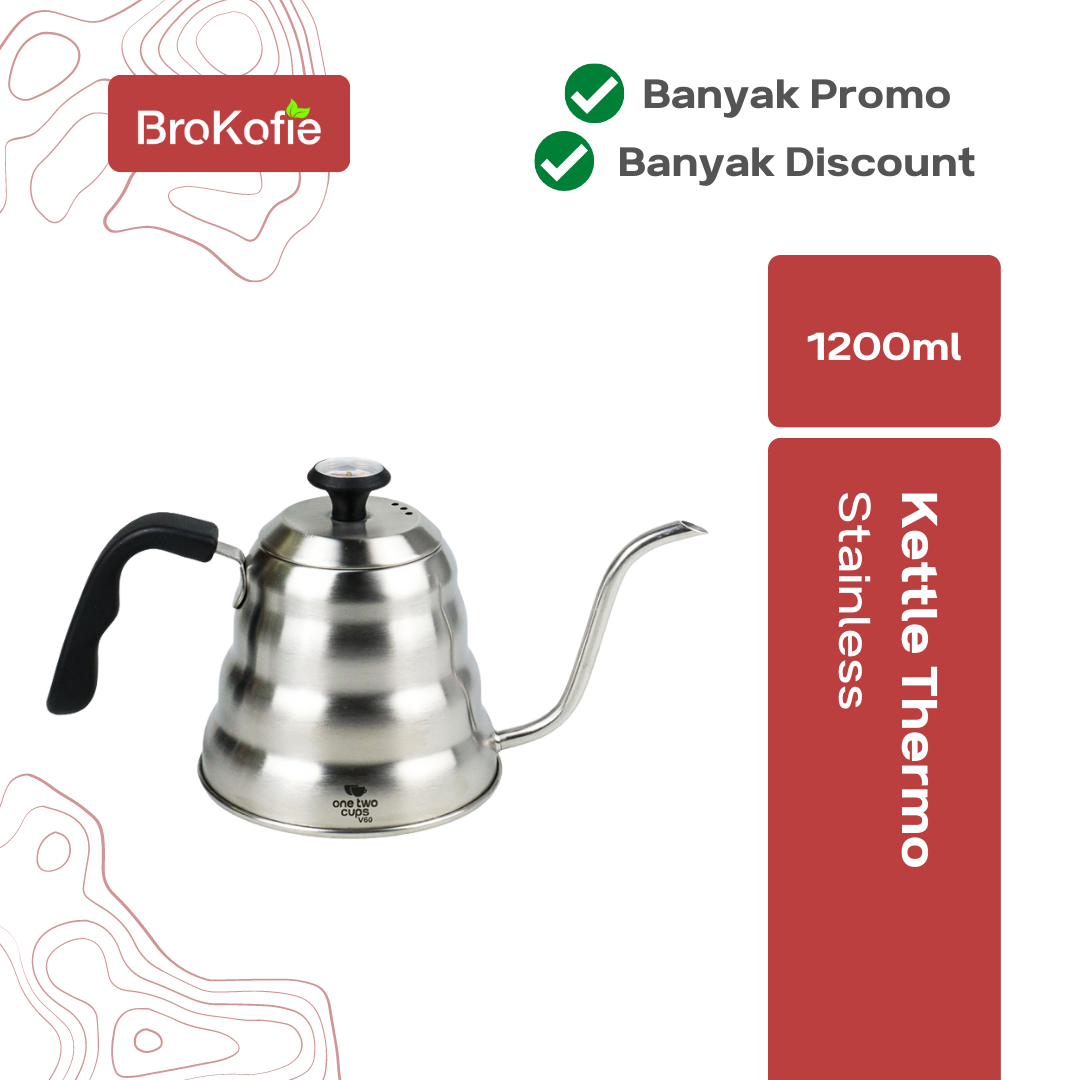 BroKofie
Banyak Promo
Banyak Discount
1200ml
Kettle Thermo
Stainless
one two
cups
V60